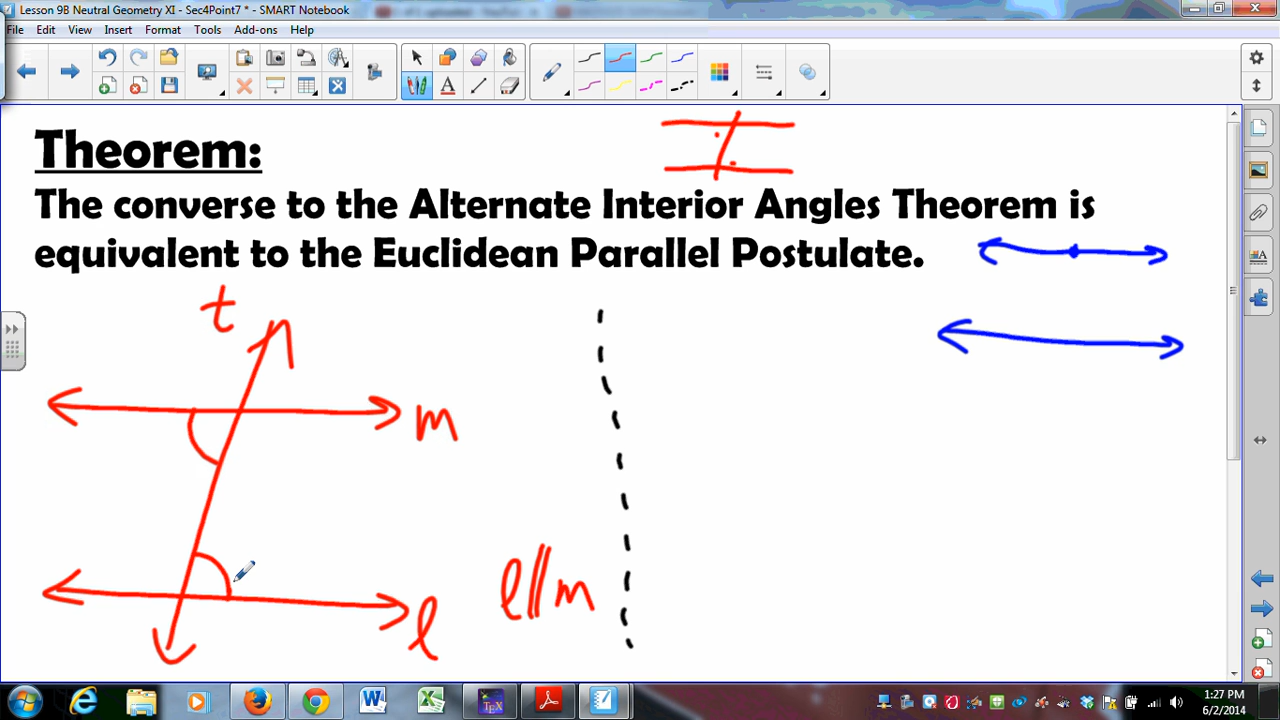 Lesson 9B Neutral Geometry XI - Sec4Point7 * - SMART Notebook
File Edit View Insert Format Tools Add-ons Help
Theorem:
The converse to the Alternate Interior Angles Theorem is
equivalent to the Euclidean Parallel Postulate.
t
m
l
l || m
1:27 PM
6/2/2014